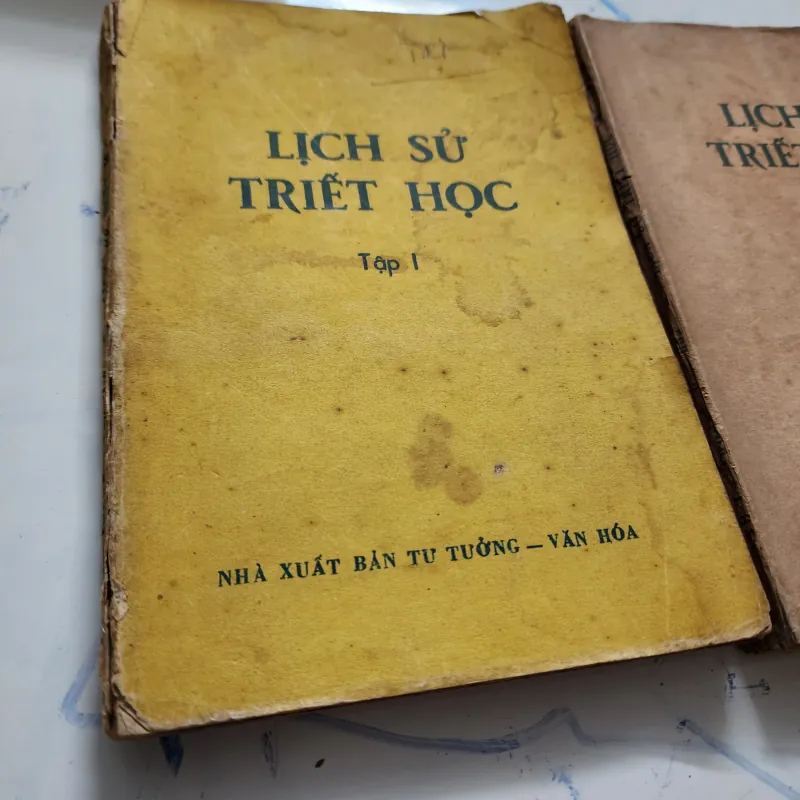 LỊCH SỬ
TRIẾT HỌC
Tập I
NHÀ XUẤT BẢN TƯ TƯỞNG — VĂN HÓA
LỊCH
TRIẾT